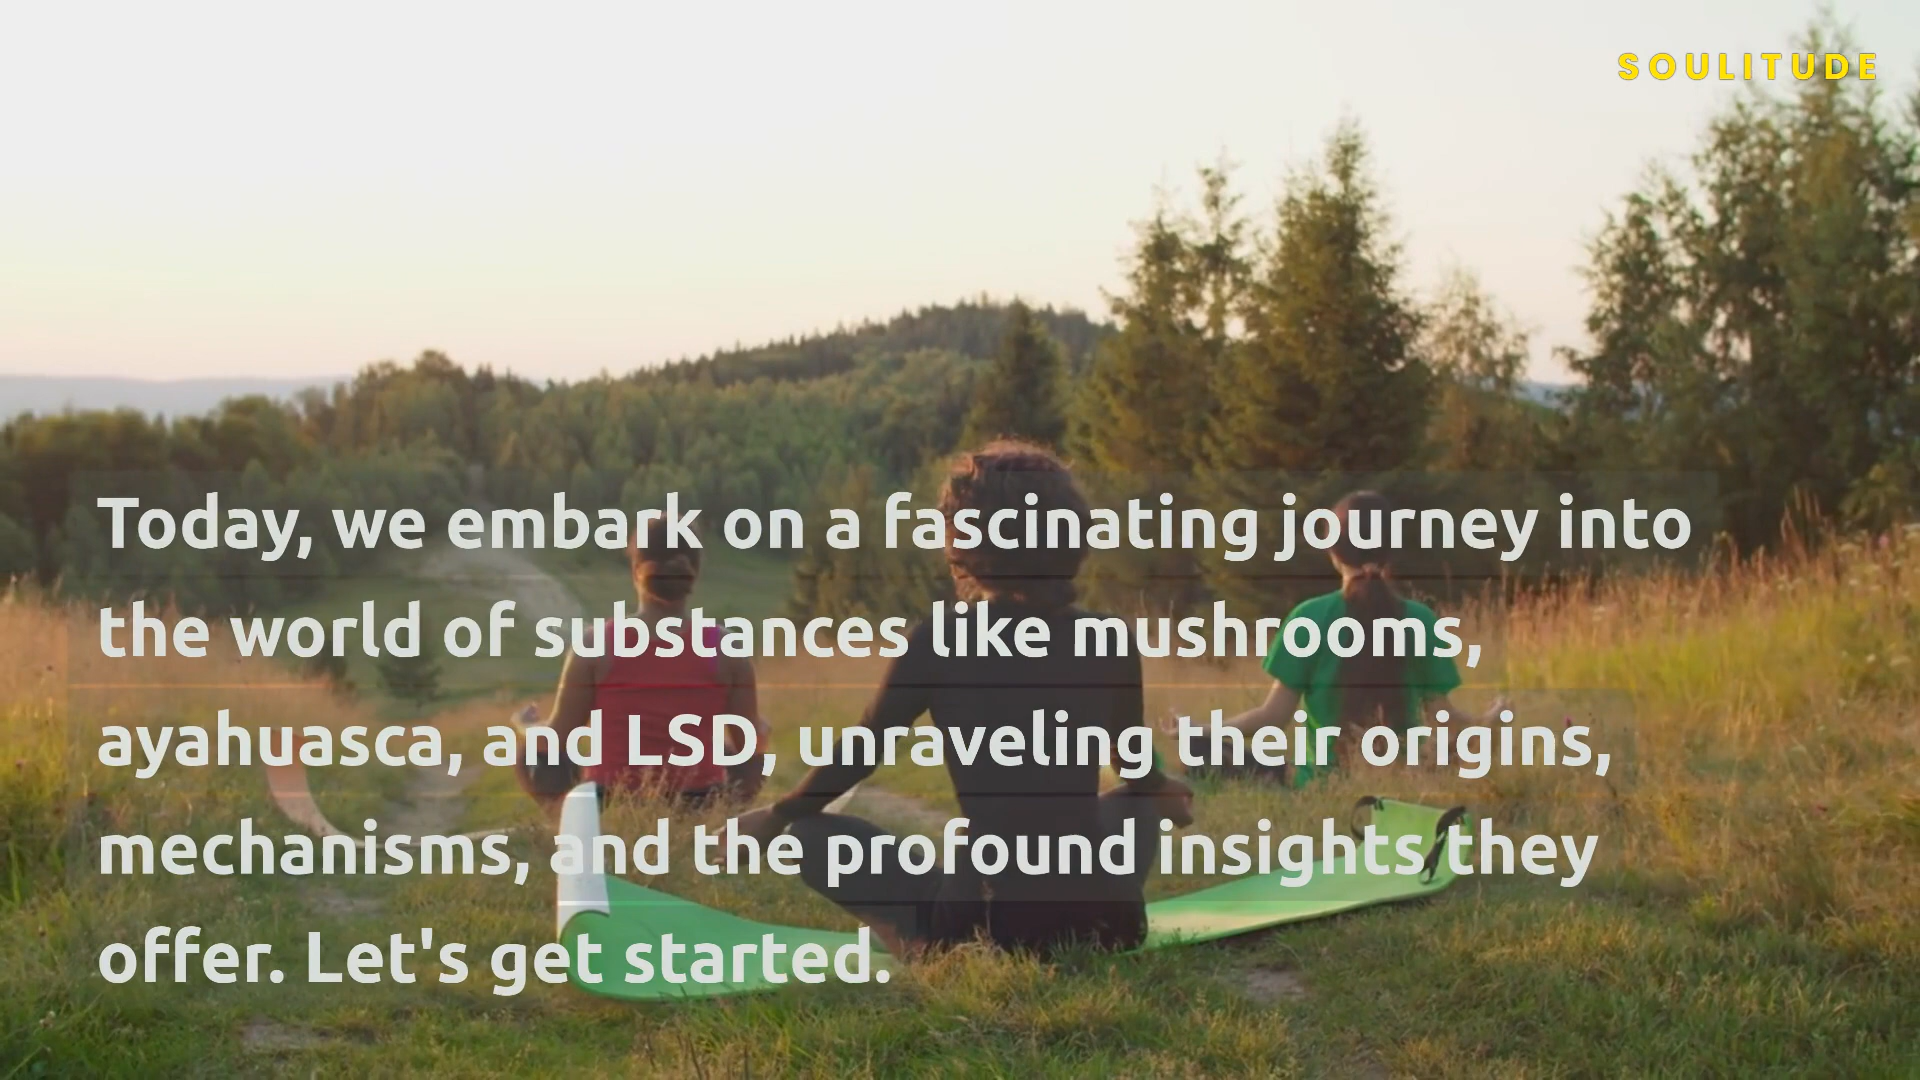 SOULITUDE
Today, we embark on a fascinating journey into
the world of substances like mushrooms,
ayahuasca, and LSD, unraveling their origins,
mechanisms, and the profound insights they
offer. Let's get started.